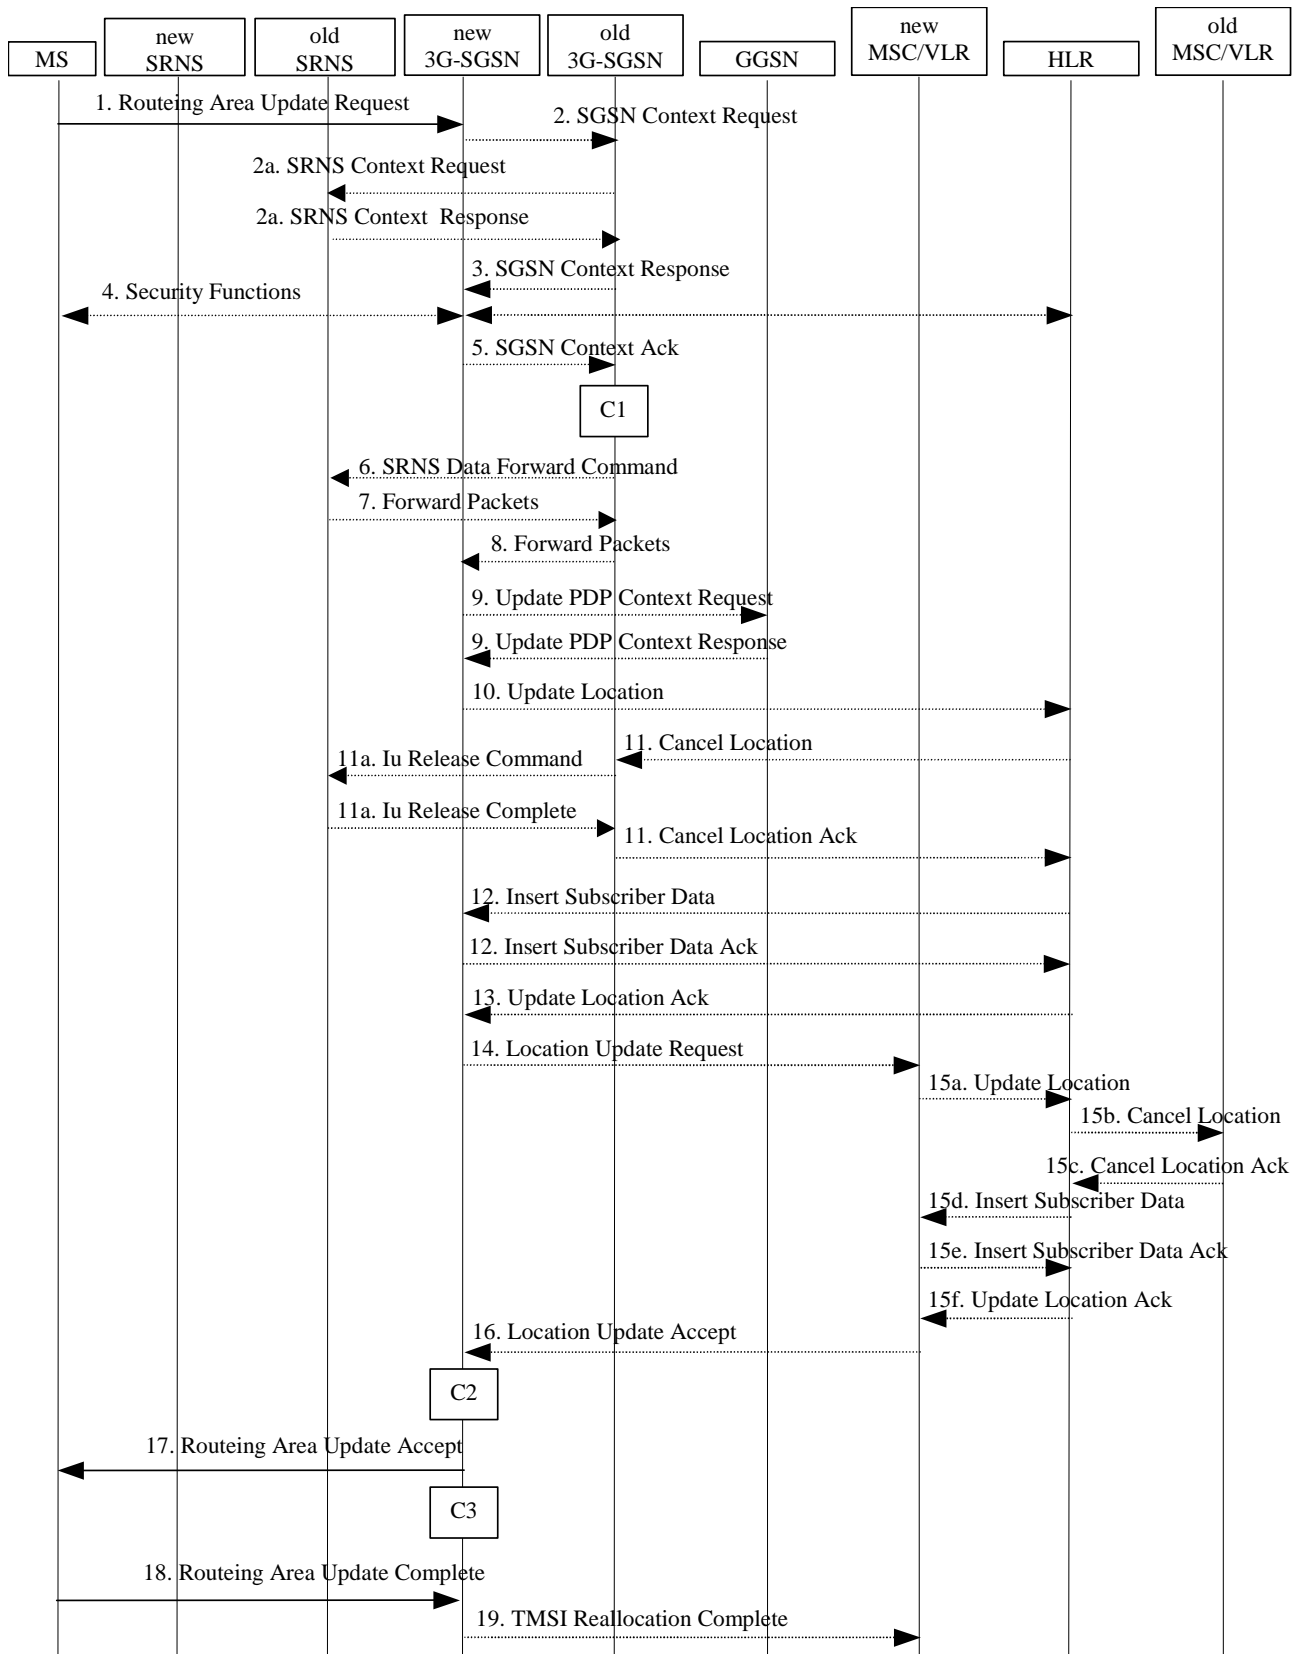 MS
new
SRNS
old
SRNS
new
3G-SGSN
old
3G-SGSN
GGSN
new
MSC/VLR
HLR
old
MSC/VLR
1. Routeing Area Update Request
2. SGSN Context Request
2a. SRNS Context Request
2a. SRNS Context Response
3. SGSN Context Response
4. Security Functions
5. SGSN Context Ack
C1
6. SRNS Data Forward Command
7. Forward Packets
8. Forward Packets
9. Update PDP Context Request
9. Update PDP Context Response
10. Update Location
11. Cancel Location
11a. Iu Release Command
11a. Iu Release Complete
11. Cancel Location Ack
12. Insert Subscriber Data
12. Insert Subscriber Data Ack
13. Update Location Ack
14. Location Update Request
15a. Update Location
15b. Cancel Location
15c. Cancel Location Ack
15d. Insert Subscriber Data
15e. Insert Subscriber Data Ack
15f. Update Location Ack
16. Location Update Accept
C2
17. Routeing Area Update Accept
C3
18. Routeing Area Update Complete
19. TMSI Reallocation Complete